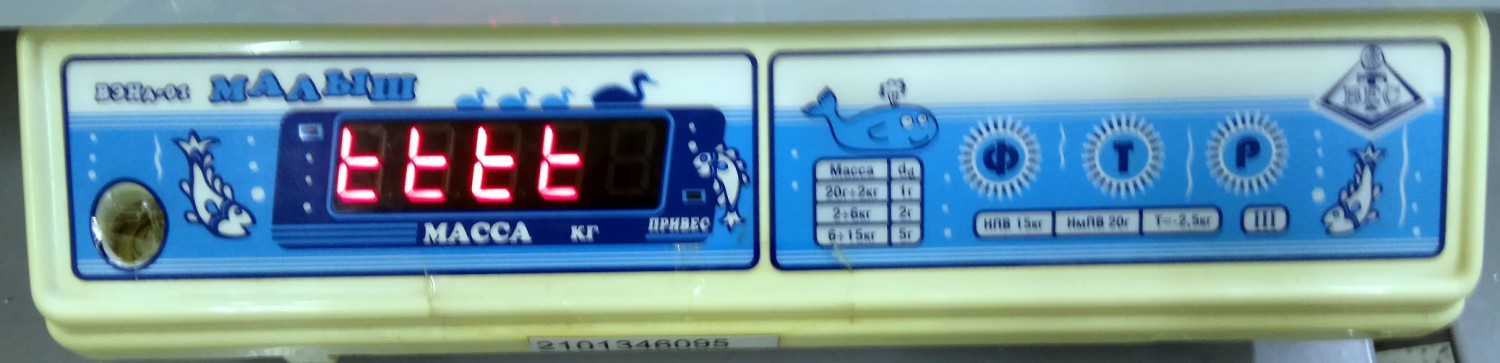 ВЭНд-01 МАЛЫШ
tttt
МАССА кг ПРИВЕС
Масса dd
20г÷2кг 1г
2÷6кг 2г
6÷15кг 5г
Ф Т Р
НПВ 15кг НмПВ 20г Т=-2,5кг III
ТВЕС
2101346095